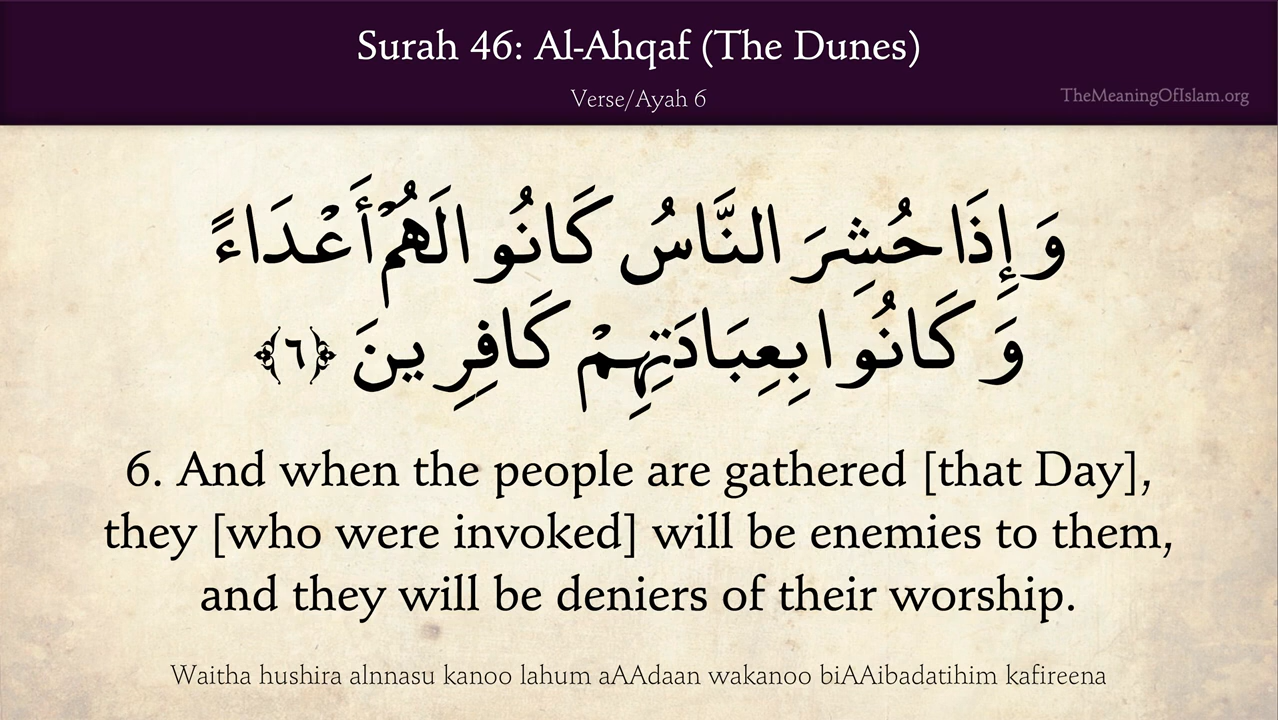 Surah 46: Al-Ahqaf (The Dunes)
Verse/Ayah 6
TheMeaningOfIslam.org
وَإِذَا حُشِرَ النَّاسُ كَانُوا لَهُمْ أَعْدَاءً
وَكَانُوا بِعِبَادَتِهِمْ كَافِرِينَ ﴿٦﴾
6. And when the people are gathered [that Day],
they [who were invoked] will be enemies to them,
and they will be deniers of their worship.
Waitha hushira alnnasu kanoo lahum aAAdaan wakanoo biAAibadatihim kafireena